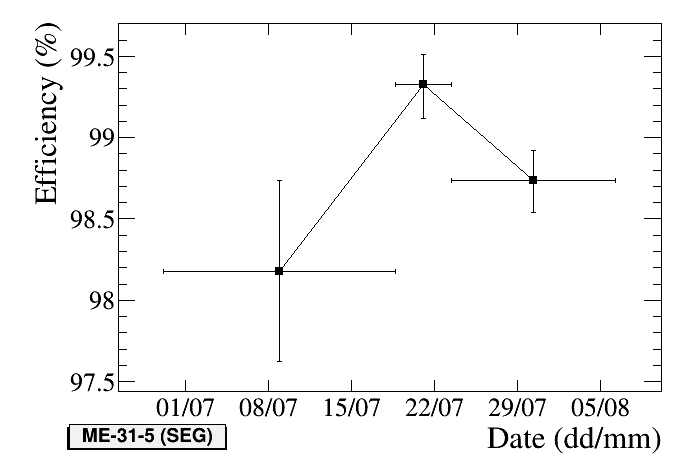 Efficiency (%)
99.5
99
98.5
98
97.5
01/07 08/07 15/07 22/07 29/07 05/08
ME-31-5 (SEG)
Date (dd/mm)